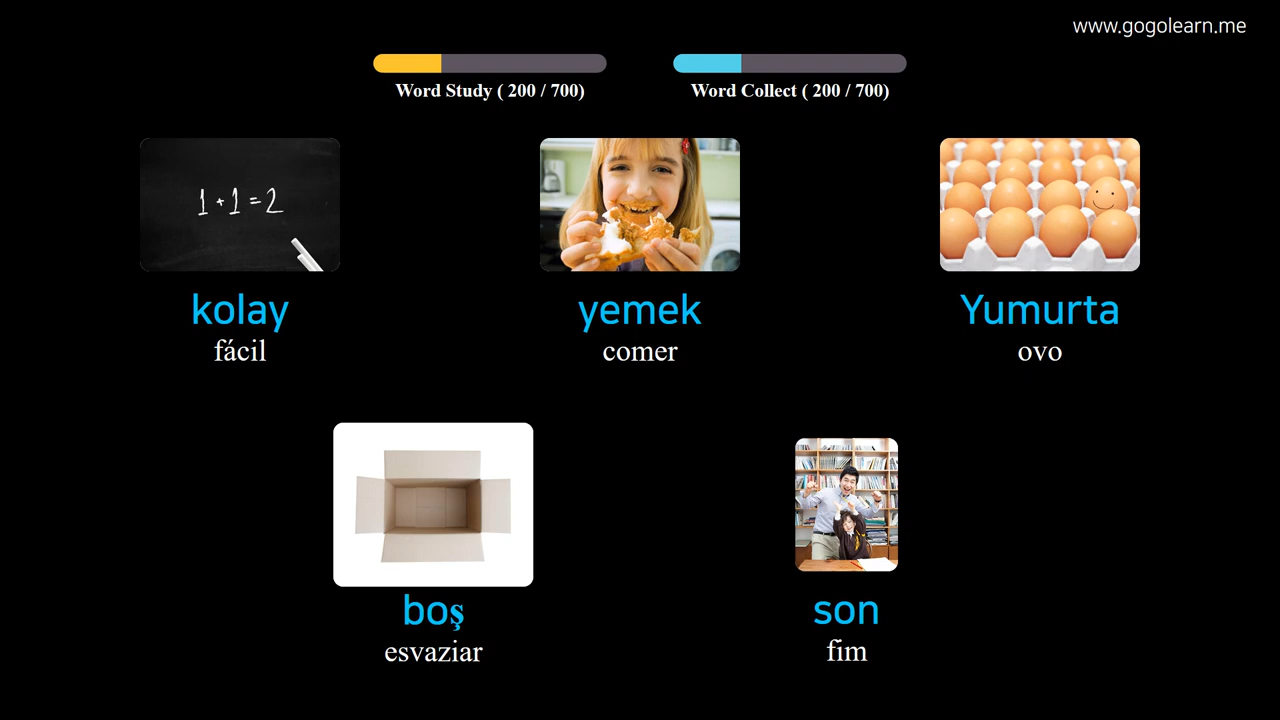 www.gogolearn.me
Word Study ( 200 / 700)
Word Collect ( 200 / 700)
1 + 1 = 2
kolay
fácil
yemek
comer
Yumurta
ovo
boş
esvaziar
son
fim